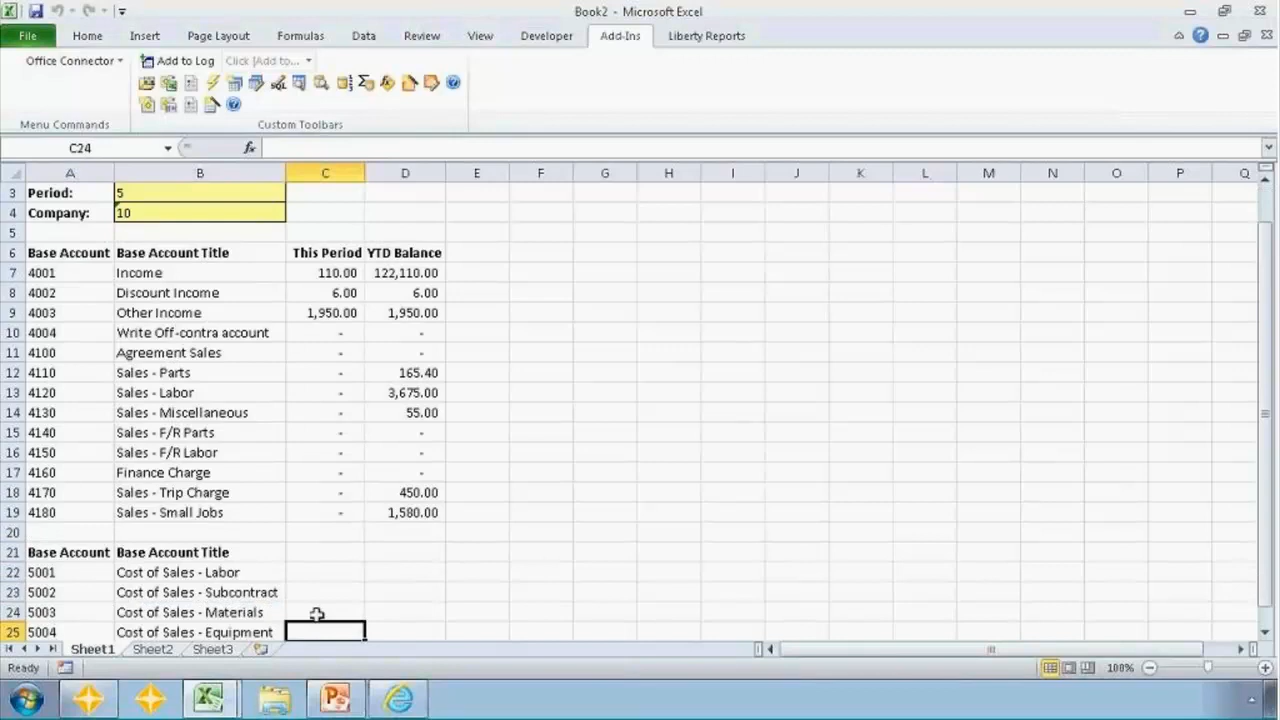 Book2 - Microsoft Excel
File Home Insert Page Layout Formulas Data Review View Developer Add-Ins Liberty Reports
Office Connector Add to Log Click [Add to...
Menu Commands Custom Toolbars
C24 fx
A B C D E F G H I J K L M N O P Q
3 Period: 5
4 Company: 10
5
6 Base Account Base Account Title This Period YTD Balance
7 4001 Income 110.00 122,110.00
8 4002 Discount Income 6.00 6.00
9 4003 Other Income 1,950.00 1,950.00
10 4004 Write Off-contra account - -
11 4100 Agreement Sales - -
12 4110 Sales - Parts - 165.40
13 4120 Sales - Labor - 3,675.00
14 4130 Sales - Miscellaneous - 55.00
15 4140 Sales - F/R Parts - -
16 4150 Sales - F/R Labor - -
17 4160 Finance Charge - -
18 4170 Sales - Trip Charge - 450.00
19 4180 Sales - Small Jobs - 1,580.00
20
21 Base Account Base Account Title
22 5001 Cost of Sales - Labor
23 5002 Cost of Sales - Subcontract
24 5003 Cost of Sales - Materials
25 5004 Cost of Sales - Equipment
Sheet1 Sheet2 Sheet3
Ready 100%